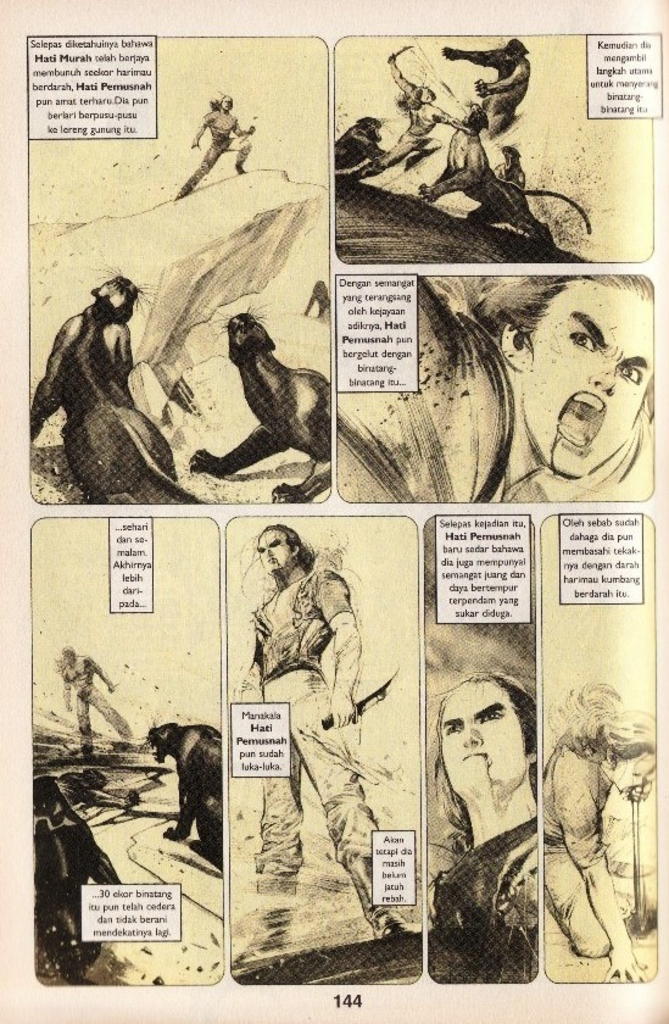 Selepas diketahuinya bahawa
Hati Murah telah berjaya
membunuh seekor harimau
berdarah, Hati Pemusnah
pun amat terharu.Dia pun
berlari berpusu-pusu
ke lereng gunung itu.
Kemudian dia
mengambil
langkah utama
untuk menyerang
binatang-
binatang itu
Dengan semangat
yang terangsang
oleh kejayaan
adiknya, Hati
Pemusnah pun
bergelut dengan
binatang-
binatang itu...
...sehari
dan se-
malam.
Akhirnya
lebih
dari-
pada...
...30 ekor binatang
itu pun telah cedera
dan tidak berani
mendekatinya lagi.
Manakala
Hati
Pemusnah
pun sudah
luka-luka.
Akan
tetapi dia
masih
belum
jatuh
rebah.
Selepas kejadian itu,
Hati Pemusnah
baru sedar bahawa
dia juga mempunyai
semangat juang dan
daya bertempur
terpendam yang
sukar diduga.
Oleh sebab sudah
dahaga dia pun
membasahi tekak-
nya dengan darah
harimau kumbang
berdarah itu.
144